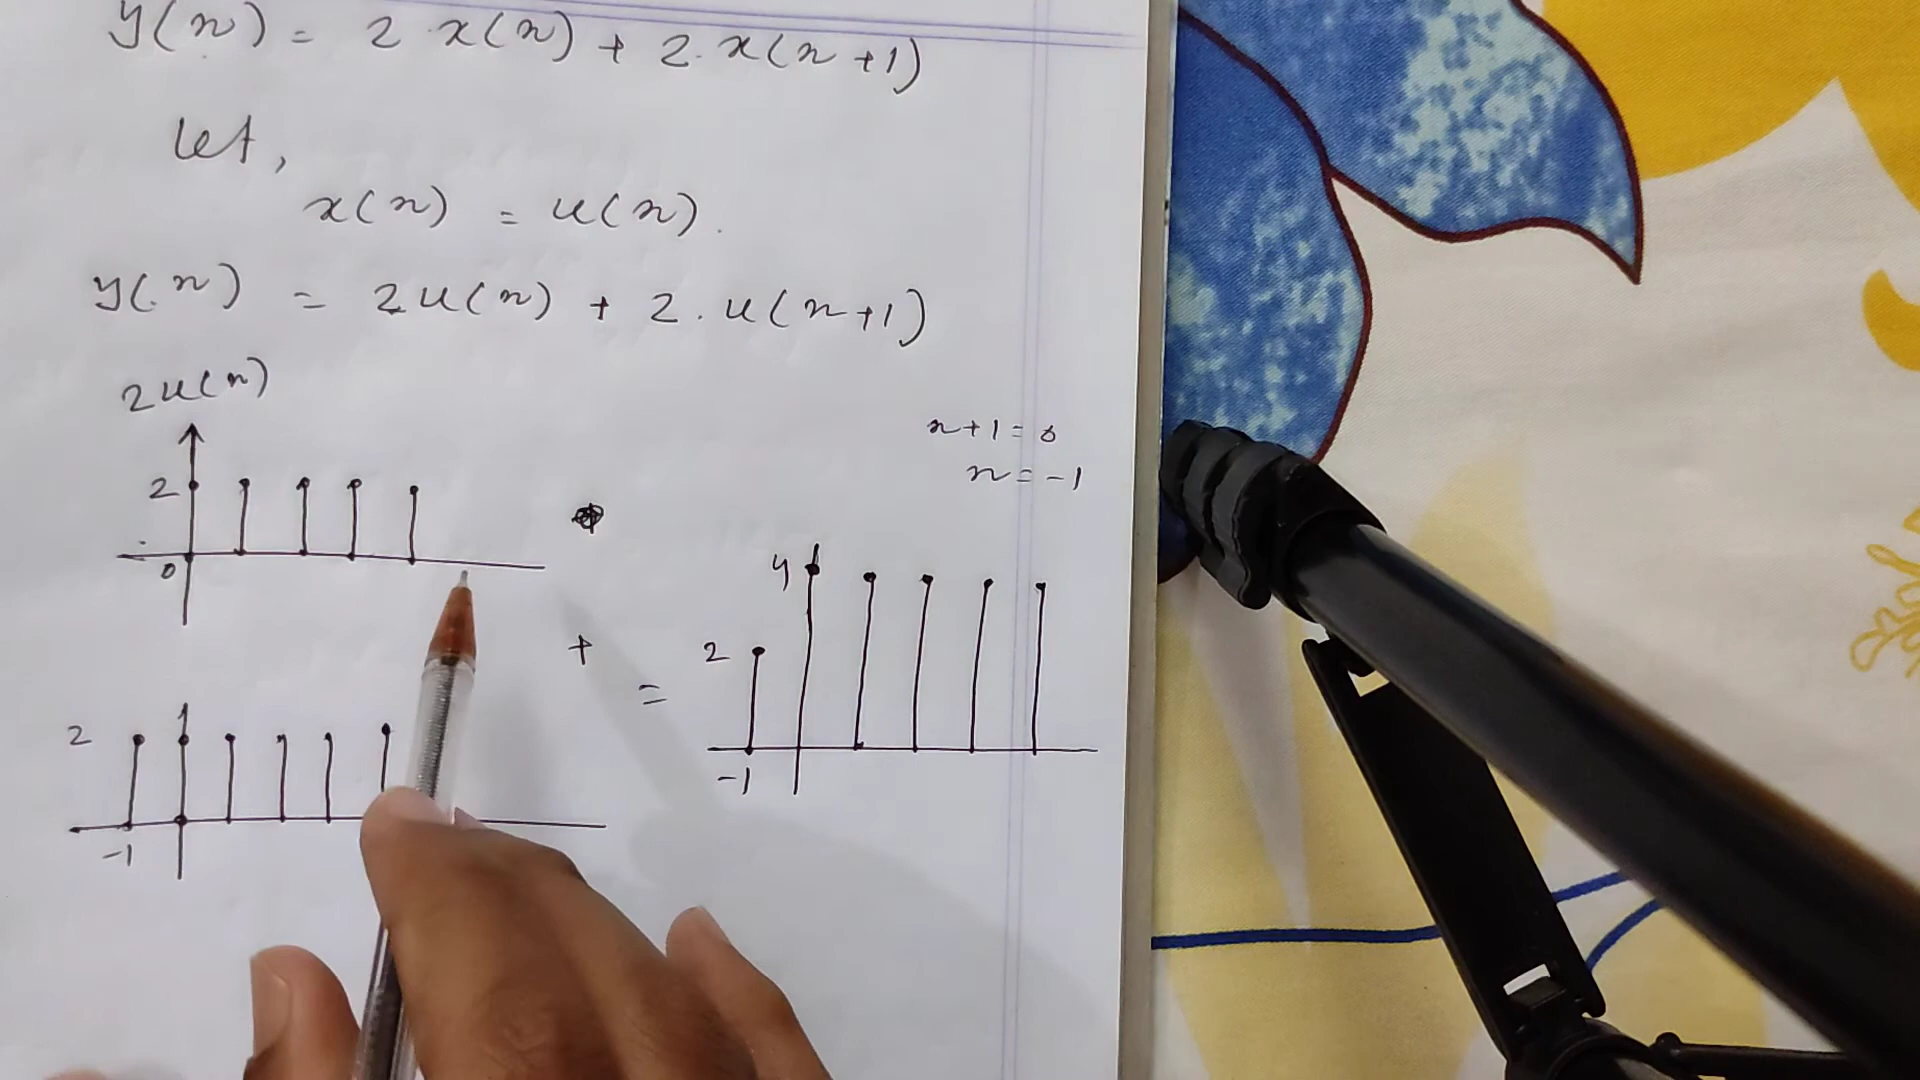 y(n) = 2 x(n) + 2. x(n+1)
let,
x(n) = u(n).
y(n) = 2u(n) + 2. u(n+1)
2u(n)
n+1=0
n=-1
2
0
+
2
-1
=
4
2
-1